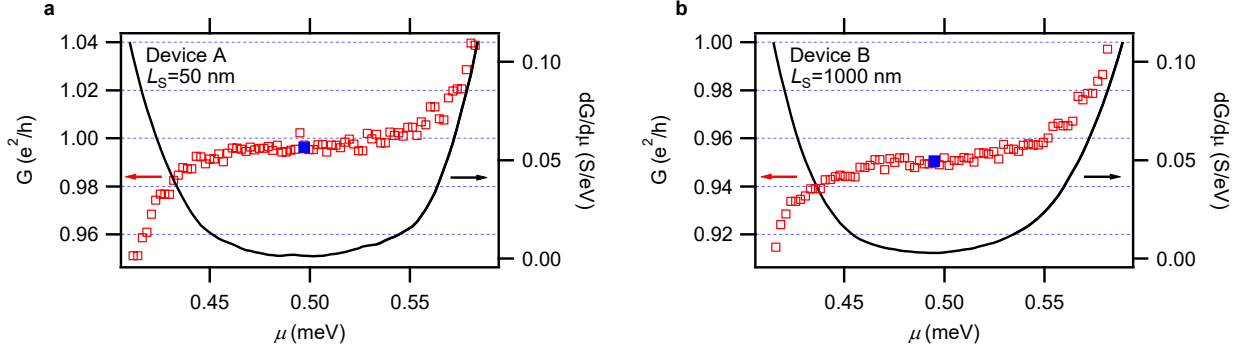 a
Device A
L_S=50 nm
G (e²/h)
1.04
1.02
1.00
0.98
0.96
0.10
0.05
0.00
dG/dμ (S/eV)
0.45
0.50
0.55
μ (meV)
b
Device B
L_S=1000 nm
G (e²/h)
1.00
0.98
0.96
0.94
0.92
0.10
0.05
0.00
dG/dμ (S/eV)
0.45
0.50
0.55
μ (meV)